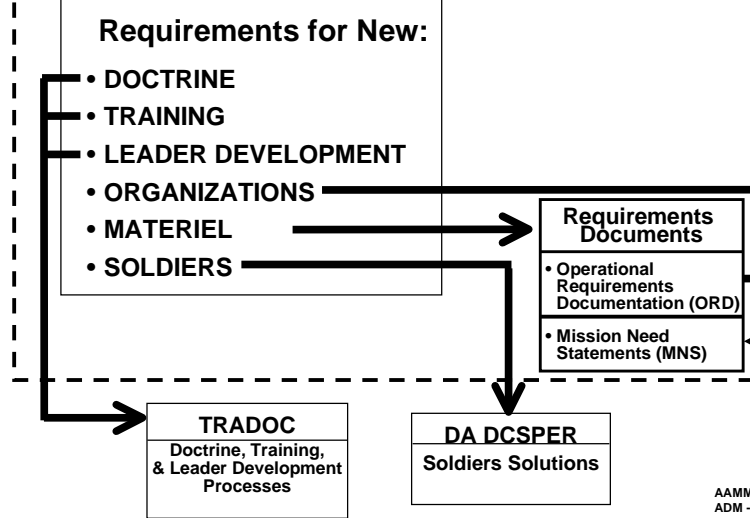 Requirements for New:
• DOCTRINE
• TRAINING
• LEADER DEVELOPMENT
• ORGANIZATIONS
• MATERIEL
• SOLDIERS
Requirements
Documents
• Operational
Requirements
Documentation (ORD)
• Mission Need
Statements (MNS)
TRADOC
Doctrine, Training,
& Leader Development
Processes
DA DCSPER
Soldiers Solutions
AAMM
ADM -